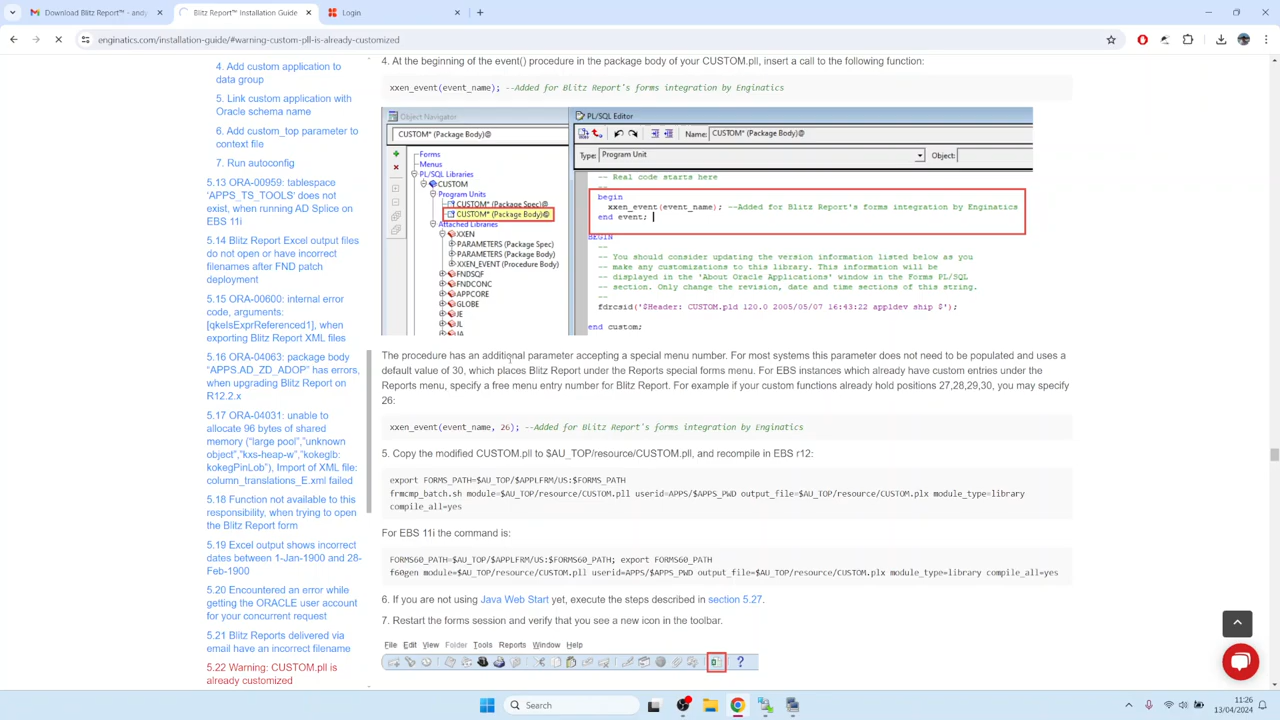 Download Blitz Report™ - andy
Blitz Report™ Installation Guide
Login
enginatics.com/installation-guide/#warning-custom-pll-is-already-customized
4. Add custom application to
data group
5. Link custom application with
Oracle schema name
6. Add custom_top parameter to
context file
7. Run autoconfig
5.13 ORA-00959: tablespace
'APPS_TS_TOOLS' does not
exist, when running AD Splice on
EBS 11i
5.14 Blitz Report Excel output files
do not open or have incorrect
filenames after FND patch
deployment
5.15 ORA-00600: internal error
code, arguments:
[qkeIsExprReferenced1], when
exporting Blitz Report XML files
5.16 ORA-04063: package body
“APPS.AD_ZD_ADOP” has errors,
when upgrading Blitz Report on
R12.2.x
5.17 ORA-04031: unable to
allocate 96 bytes of shared
memory (“large pool”,”unknown
object”,”kxs-heap-w”,”kokeglb:
kokegPinLob”), Import of XML file:
column_translations_E.xml failed
5.18 Function not available to this
responsibility, when trying to open
the Blitz Report form
5.19 Excel output shows incorrect
dates between 1-Jan-1900 and 28-
Feb-1900
5.20 Encountered an error while
getting the ORACLE user account
for your concurrent request
5.21 Blitz Reports delivered via
email have an incorrect filename
5.22 Warning: CUSTOM.pll is
already customized
4. At the beginning of the event() procedure in the package body of your CUSTOM.pll, insert a call to the following function:
xxen_event(event_name); --Added for Blitz Report's forms integration by Enginatics
Object Navigator
CUSTOM* (Package Body)@
Forms
Menus
PL/SQL Libraries
CUSTOM
Program Units
CUSTOM* (Package Spec)@
CUSTOM* (Package Body)@
Attached Libraries
XXEN
PARAMETERS (Package Spec)
PARAMETERS (Package Body)
XXEN_EVENT (Procedure Body)
FNDSQF
FNDCONC
APPCORE
GLOBE
JE
JL
JA
PL/SQL Editor
Name: CUSTOM* (Package Body)@
Type: Program Unit Object:
-- Real code starts here
--
begin
xxen_event(event_name); --Added for Blitz Report's forms integration by Enginatics
end event;
BEGIN
--
-- You should consider updating the version information listed below as you
-- make any customizations to this library. This information will be
-- displayed in the 'About Oracle Applications' window in the Forms PL/SQL
-- section. Only change the revision, date and time sections of this string.
--
fdrcsid('$Header: CUSTOM.pld 120.0 2005/05/07 16:43:22 appldev ship $');
end custom;
The procedure has an additional parameter accepting a special menu number. For most systems this parameter does not need to be populated and uses a
default value of 30, which places Blitz Report under the Reports special forms menu. For EBS instances which already have custom entries under the
Reports menu, specify a free menu entry number for Blitz Report. For example if your custom functions already hold positions 27,28,29,30, you may specify
26:
xxen_event(event_name, 26); --Added for Blitz Report's forms integration by Enginatics
5. Copy the modified CUSTOM.pll to $AU_TOP/resource/CUSTOM.pll, and recompile in EBS r12:
export FORMS_PATH=$AU_TOP/$APPLFRM/US:$FORMS_PATH
frmcmp_batch.sh module=$AU_TOP/resource/CUSTOM.pll userid=APPS/$APPS_PWD output_file=$AU_TOP/resource/CUSTOM.plx module_type=library
compile_all=yes
For EBS 11i the command is:
FORMS60_PATH=$AU_TOP/$APPLFRM/US:$FORMS60_PATH; export FORMS60_PATH
f60gen module=$AU_TOP/resource/CUSTOM.pll userid=APPS/$APPS_PWD output_file=$AU_TOP/resource/CUSTOM.plx module_type=library compile_all=yes
6. If you are not using Java Web Start yet, execute the steps described in section 5.27.
7. Restart the forms session and verify that you see a new icon in the toolbar.
File Edit View Folder Tools Reports Window Help
Search
11:26
13/04/2024